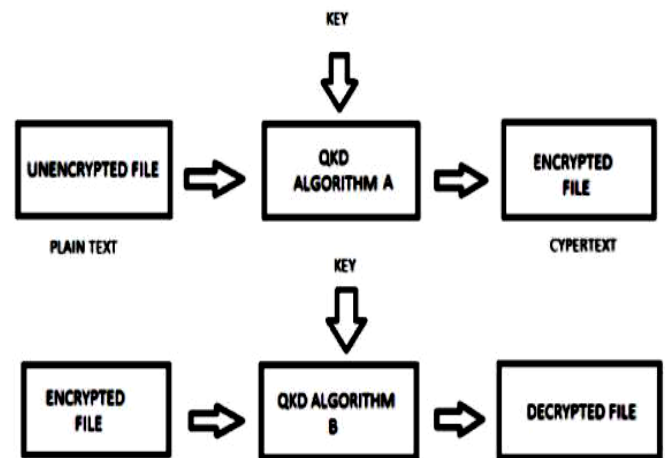 KEY
UNENCRYPTED FILE
QKD
ALGORITHM A
ENCRYPTED
FILE
PLAIN TEXT
CYPERTEXT
KEY
ENCRYPTED
FILE
QKD ALGORITHM
B
DECRYPTED FILE